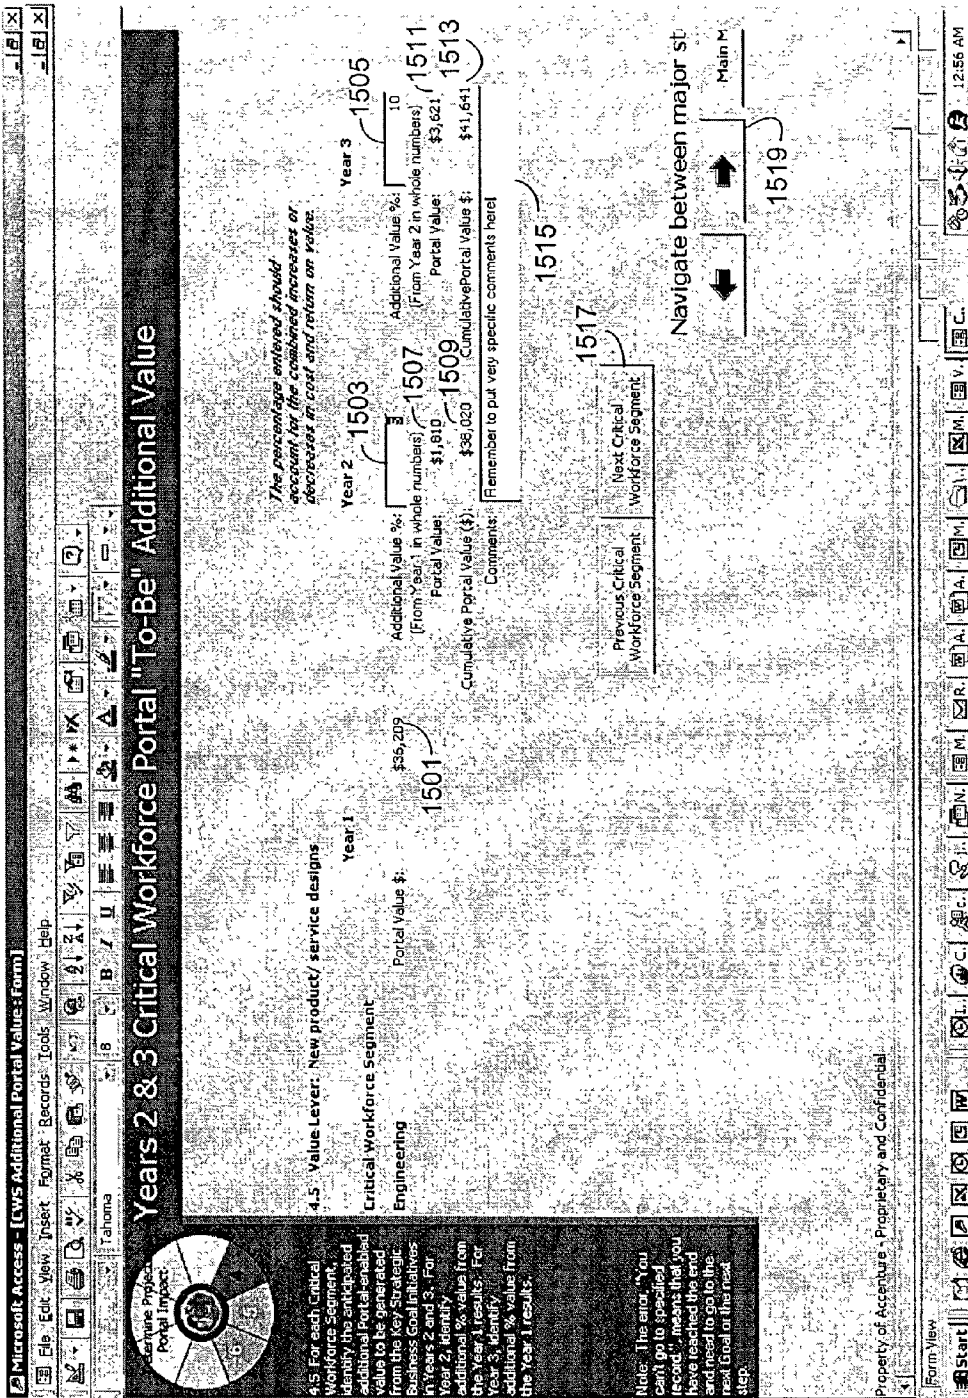 Microsoft Access - [CWS Additional Portal Value : Form]
File Edit View Insert Format Records Tools Window Help
Tahoma 8 B I U
Years 2 & 3 Critical Workforce Portal "To-Be" Additional Value
Portal Impact
4.5 For each Critical
Workforce Segment,
identify the anticipated
additional Portal-enabled
value to be generated
from the Key Strategic
Business Goal Initiatives
in Years 2 and 3. For
Year 2, identify
additional % value from
the Year 1 results. For
Year 3, identify
additional % value from
the Year 1 results.
Note: The error, "You
can't go to specified
record", means that you
have reached the end
and need to go to the
next Goal or the next
step.
4.5 Value Lever: New product/ service designs
Critical Workforce Segment
Engineering
The percentage entered should
account for the combined increases or
decreases in cost and return on value.
Year 1
Portal Value $: $36,209
1501
Year 2
1503
Additional Value %: 5
(From Year 1 in whole numbers)
1507
Portal Value: $1,810
1509
Cumulative Portal Value ($): $38,020
Year 3
1505
Additional Value %: 10
(From Year 2 in whole numbers)
1511
Portal Value: $3,621
1513
CumulativePortal Value $: $41,641
Comments: Remember to put very specific comments here!
1515
Previous Critical
Workforce Segment
Next Critical
Workforce Segment
1517
Navigate between major st
Main M
1519
Property of Accenture - Proprietary and Confidential
Form View
Start 12:56 AM